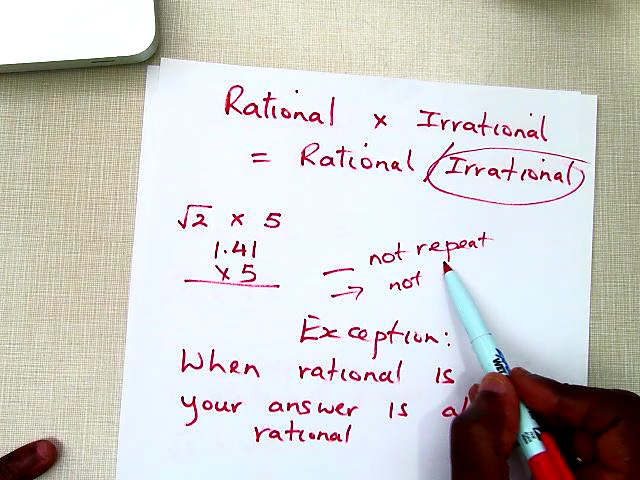 Rational x Irrational
= Rational / Irrational
√2 x 5
1.41
x 5
— not repeat
→ not
Exception:
When rational is
your answer is
rational